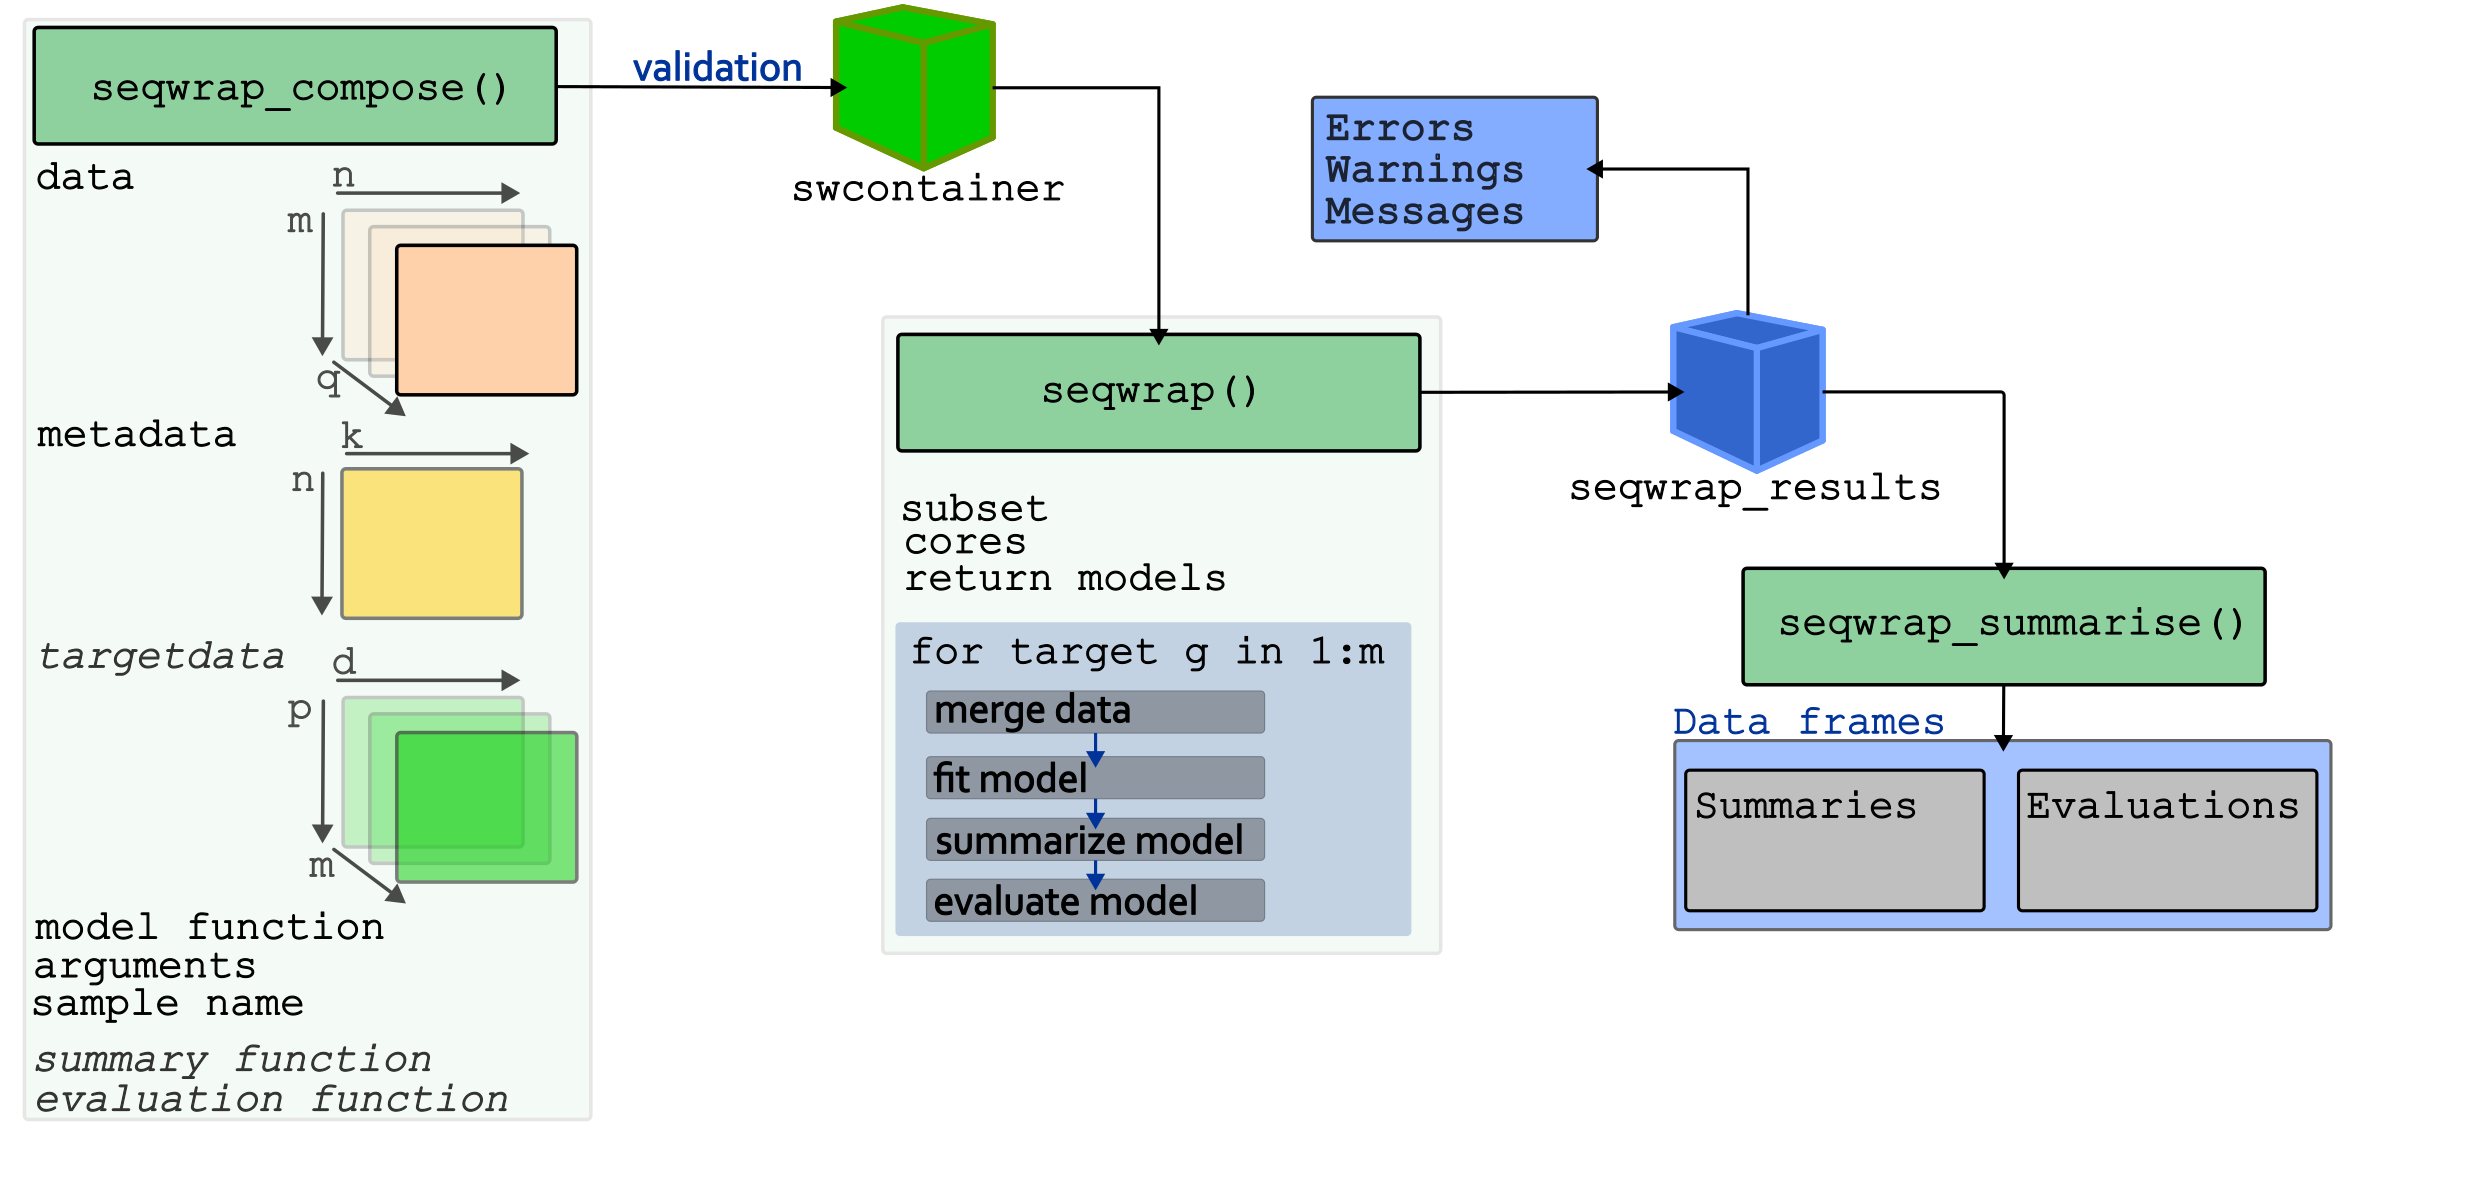 seqwrap_compose()
data
n
m
q
metadata
k
n
targetdata
d
p
m
model function
arguments
sample name
summary function
evaluation function
validation
swcontainer
seqwrap()
subset
cores
return models
for target g in 1:m
merge data
fit model
summarize model
evaluate model
Errors
Warnings
Messages
seqwrap_results
seqwrap_summarise()
Data frames
Summaries
Evaluations